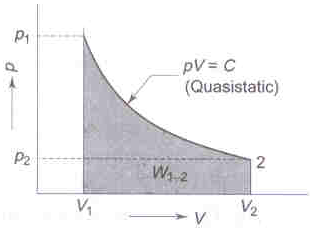 p₁
p
pV = C
(Quasistatic)
p₂
W₁₋₂
2
V₁
V
V₂